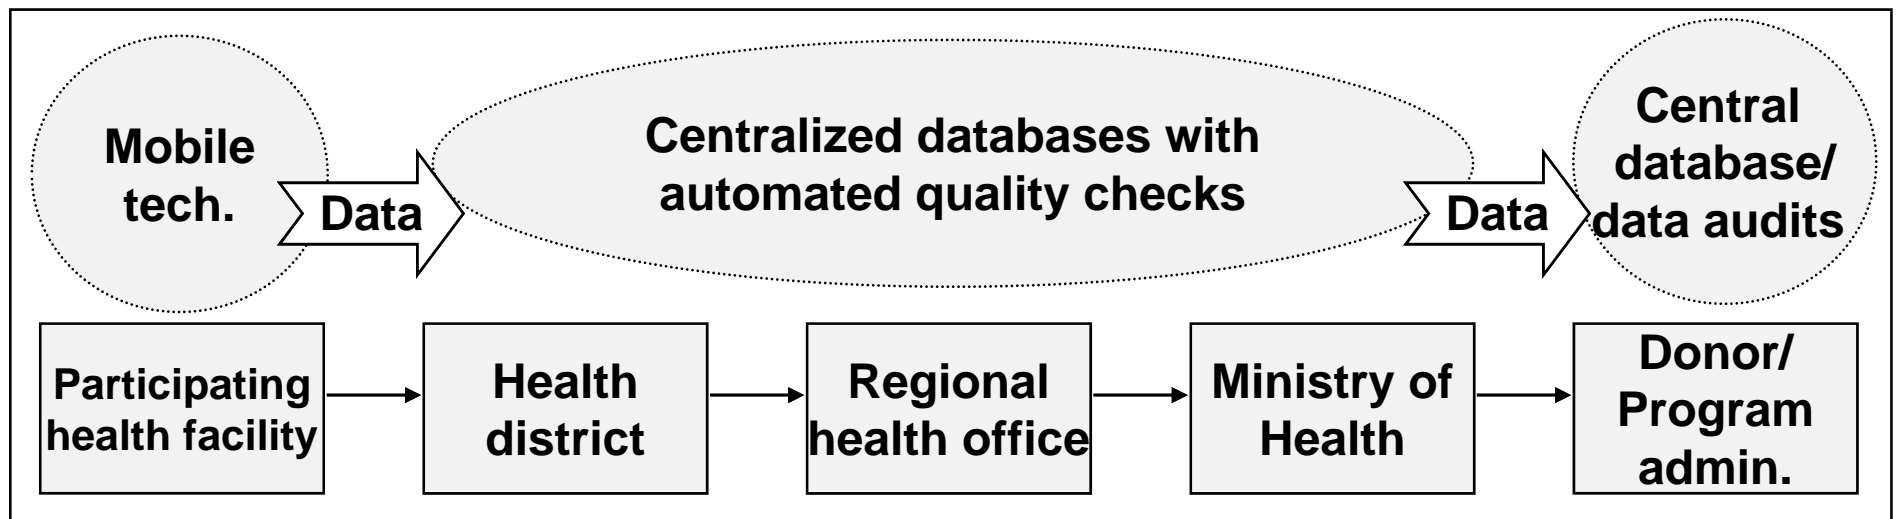 Mobile
tech.
Data
Centralized databases with
automated quality checks
Data
Central
database/
data audits
Participating
health facility
Health
district
Regional
health office
Ministry of
Health
Donor/
Program
admin.